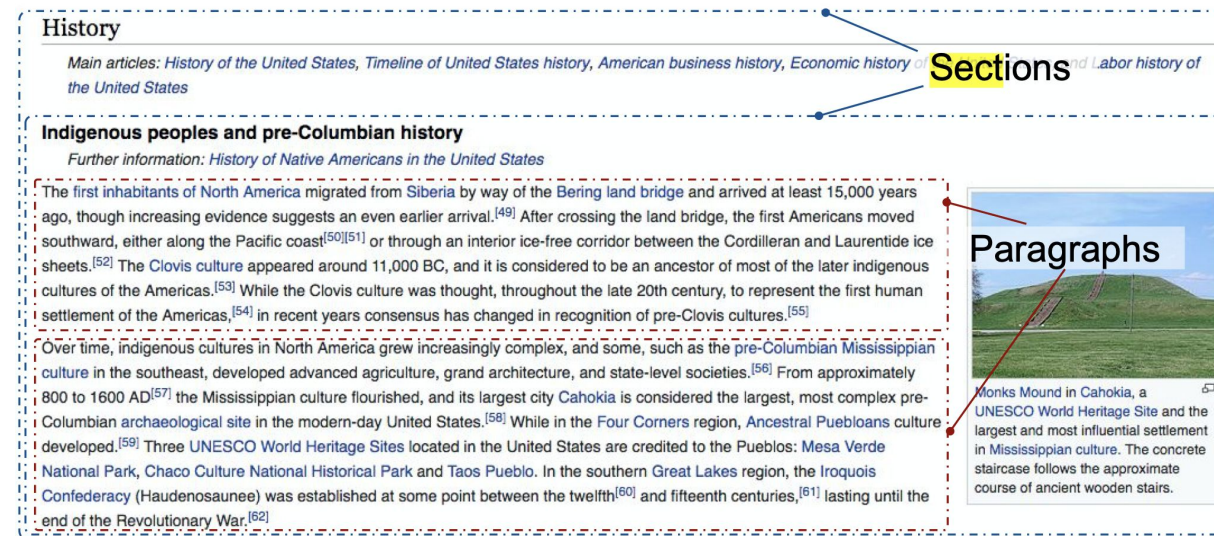 History
Main articles: History of the United States, Timeline of United States history, American business history, Economic history of and Labor history of
Sections
the United States
Indigenous peoples and pre-Columbian history
Further information: History of Native Americans in the United States
The first inhabitants of North America migrated from Siberia by way of the Bering land bridge and arrived at least 15,000 years
ago, though increasing evidence suggests an even earlier arrival.[49] After crossing the land bridge, the first Americans moved
southward, either along the Pacific coast[50][51] or through an interior ice-free corridor between the Cordilleran and Laurentide ice
sheets.[52] The Clovis culture appeared around 11,000 BC, and it is considered to be an ancestor of most of the later indigenous
cultures of the Americas.[53] While the Clovis culture was thought, throughout the late 20th century, to represent the first human
settlement of the Americas,[54] in recent years consensus has changed in recognition of pre-Clovis cultures.[55]
Over time, indigenous cultures in North America grew increasingly complex, and some, such as the pre-Columbian Mississippian
culture in the southeast, developed advanced agriculture, grand architecture, and state-level societies.[56] From approximately
800 to 1600 AD[57] the Mississippian culture flourished, and its largest city Cahokia is considered the largest, most complex pre-
Columbian archaeological site in the modern-day United States.[58] While in the Four Corners region, Ancestral Puebloans culture
developed.[59] Three UNESCO World Heritage Sites located in the United States are credited to the Pueblos: Mesa Verde
National Park, Chaco Culture National Historical Park and Taos Pueblo. In the southern Great Lakes region, the Iroquois
Confederacy (Haudenosaunee) was established at some point between the twelfth[60] and fifteenth centuries,[61] lasting until the
end of the Revolutionary War.[62]
Paragraphs
Monks Mound in Cahokia, a
UNESCO World Heritage Site and the
largest and most influential settlement
in Mississippian culture. The concrete
staircase follows the approximate
course of ancient wooden stairs.